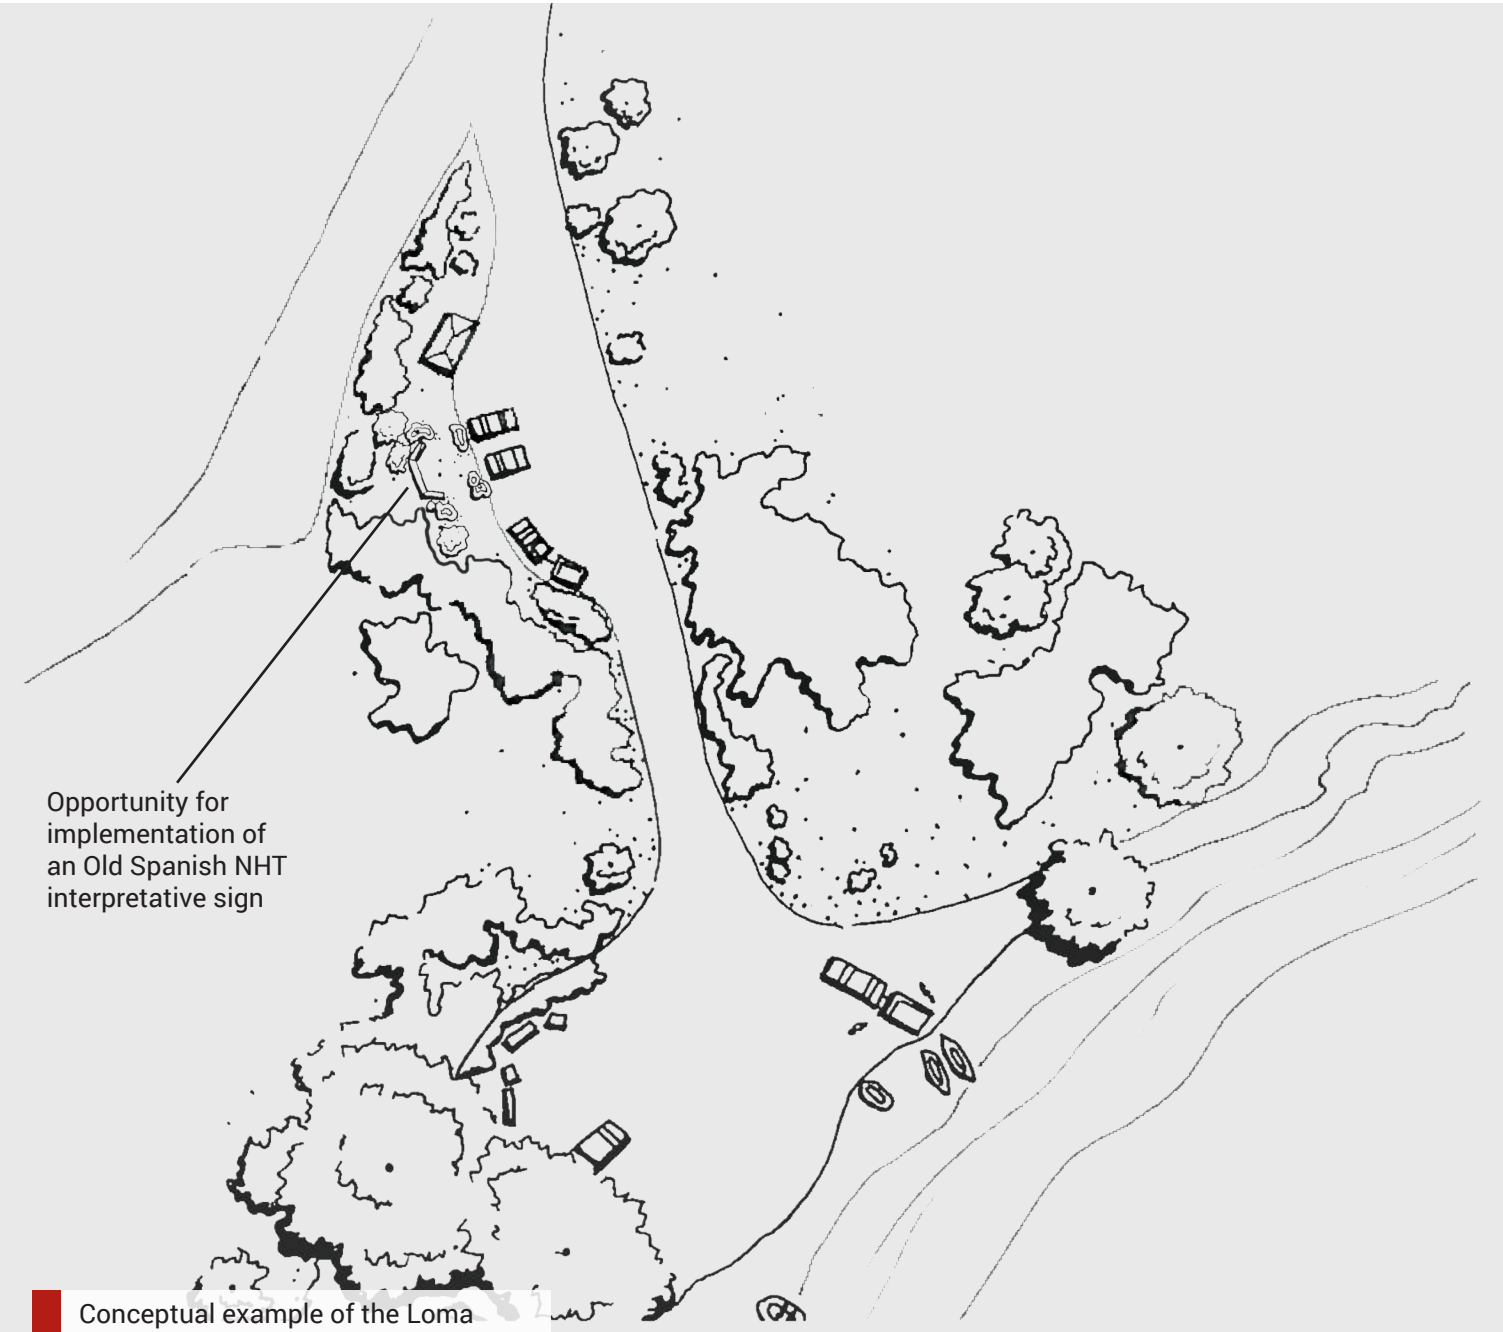 Opportunity for
implementation of
an Old Spanish NHT
interpretative sign
Conceptual example of the Loma